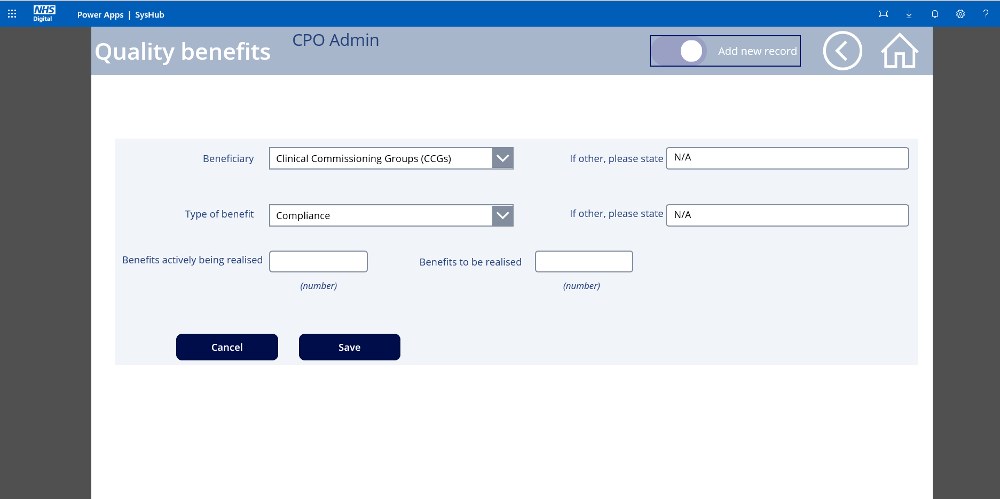 NHS
Digital
Power Apps | SysHub
?
Quality benefits
CPO Admin
Add new record
Beneficiary
Clinical Commissioning Groups (CCGs)
If other, please state
N/A
Type of benefit
Compliance
If other, please state
N/A
Benefits actively being realised
Benefits to be realised
(number)
(number)
Cancel
Save